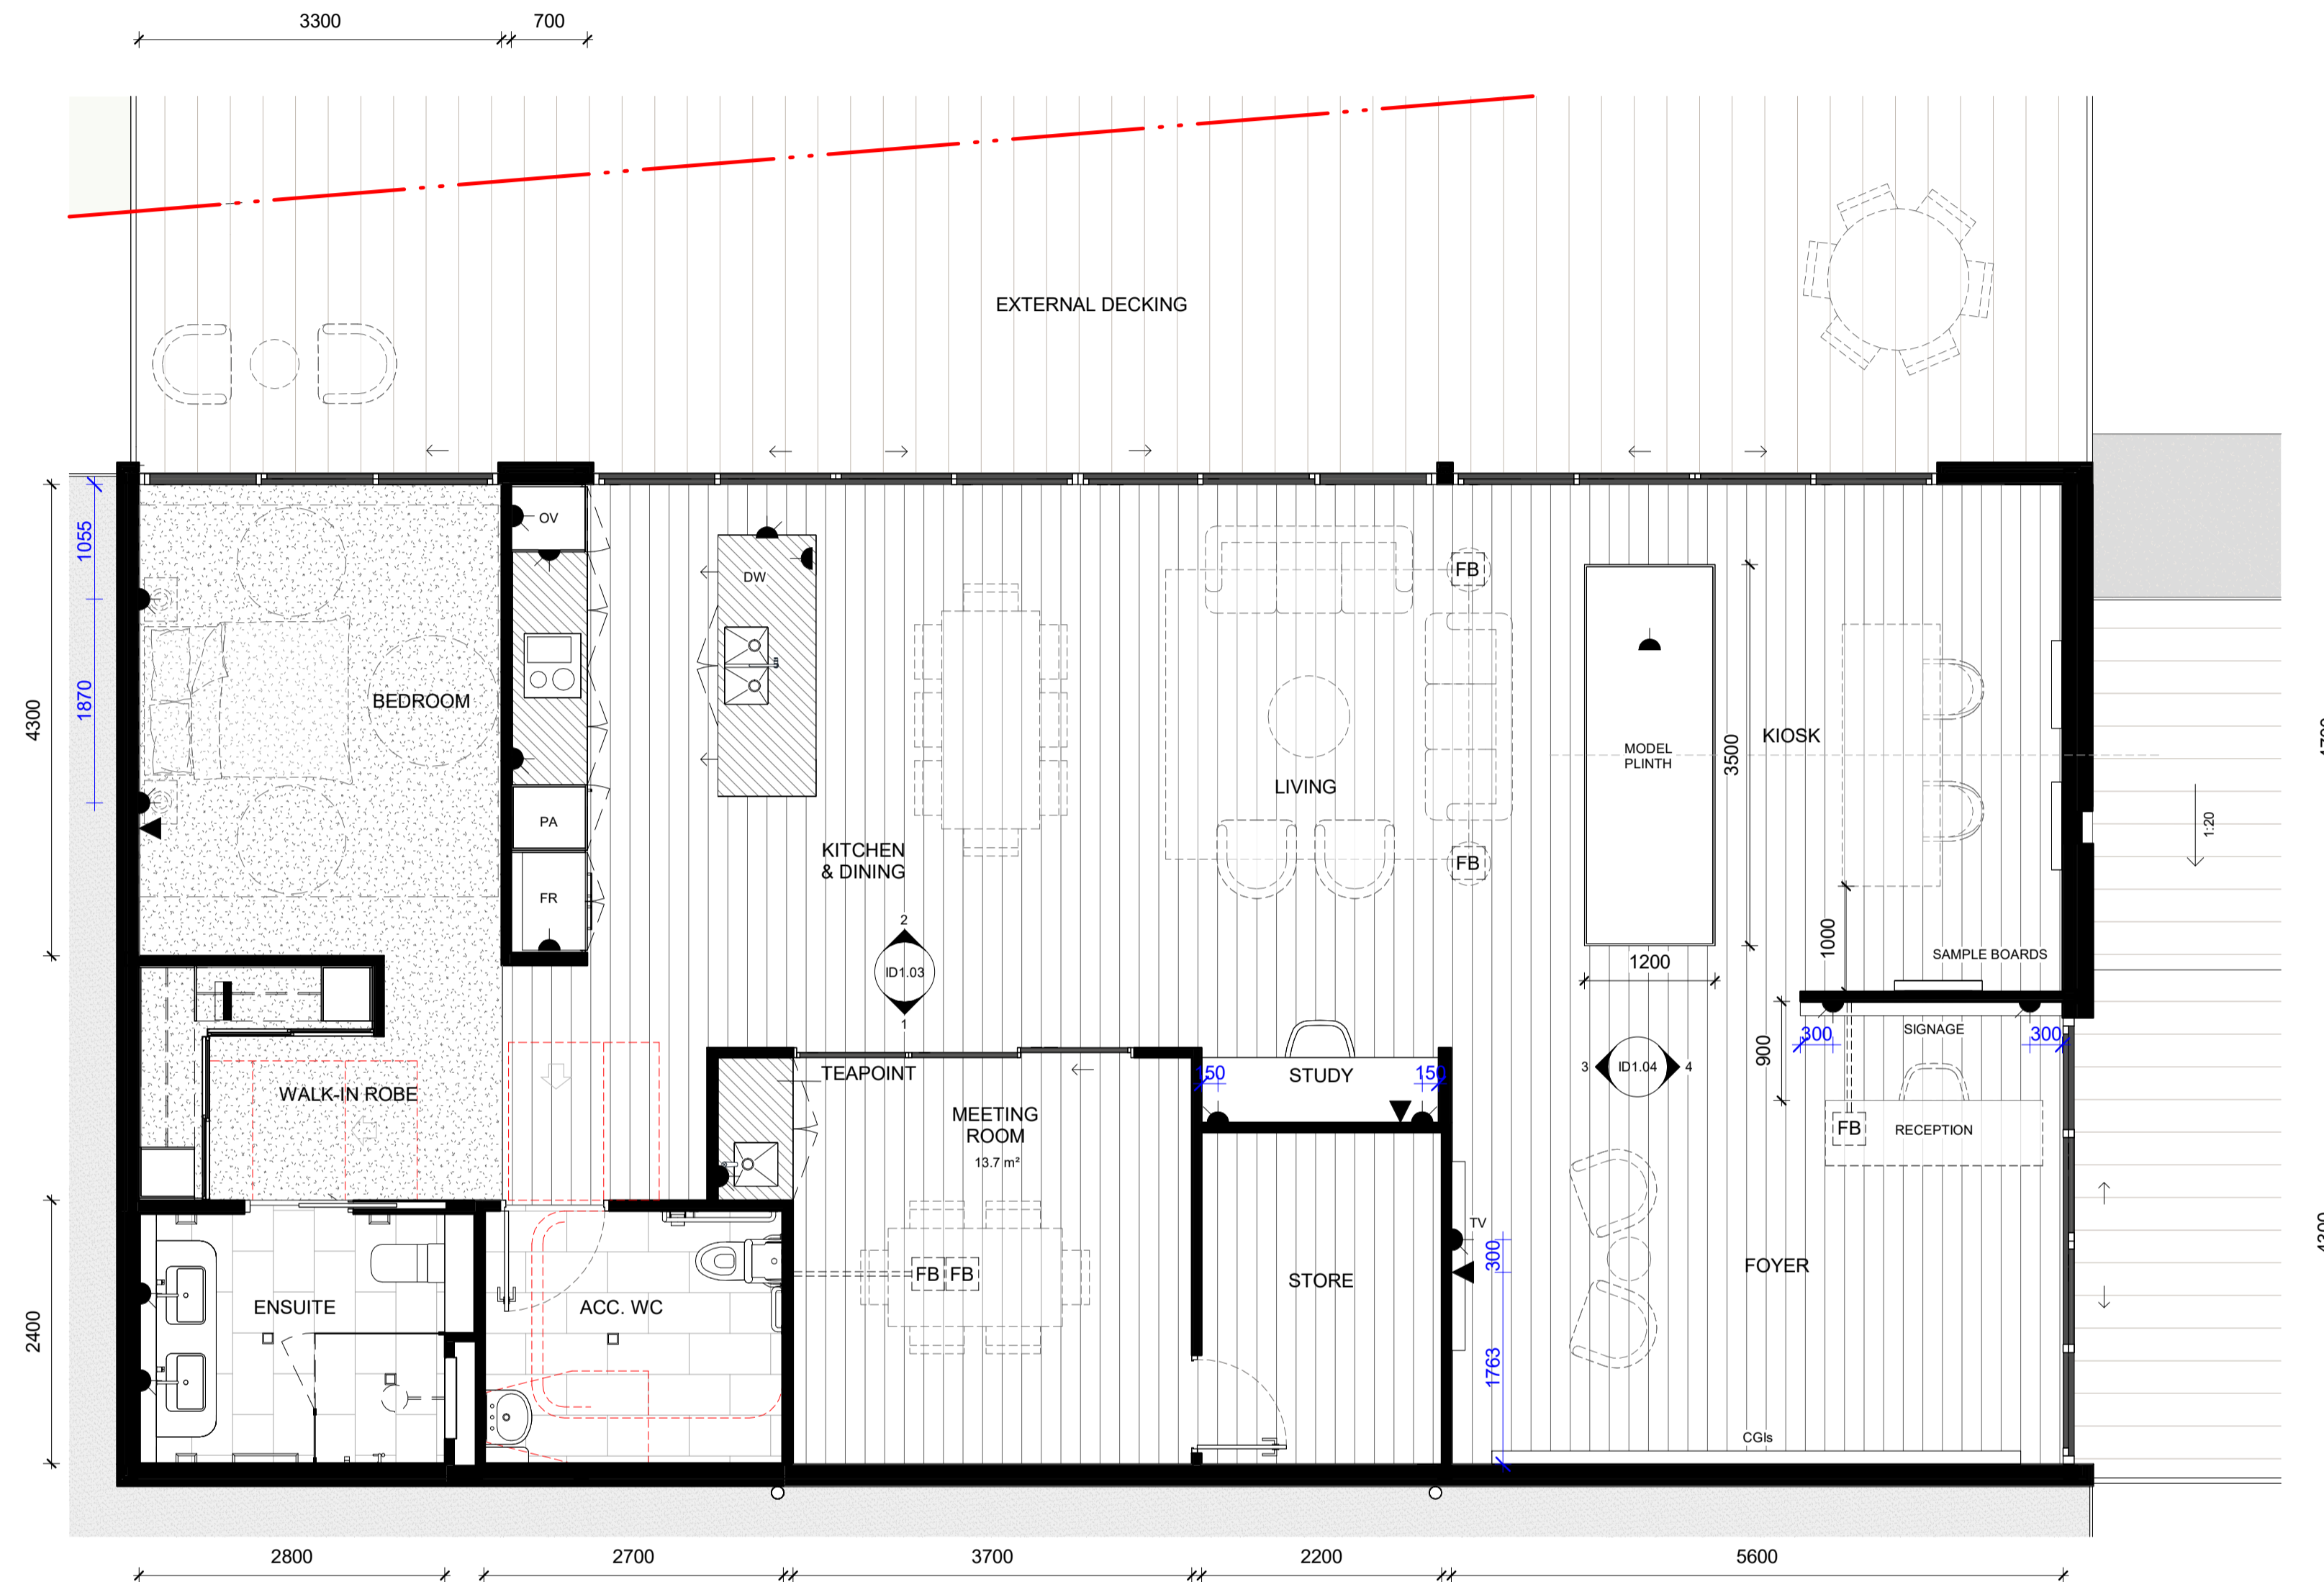 3300
700
EXTERNAL DECKING
1055
1870
4300
2400
OV
DW
PA
FR
BEDROOM
KITCHEN
& DINING
2
ID1.03
1
LIVING
FB
FB
MODEL
PLINTH
3500
1200
KIOSK
1000
SAMPLE BOARDS
1:20
300
SIGNAGE
300
900
3
ID1.04
4
FB
RECEPTION
WALK-IN ROBE
TEAPOINT
MEETING
ROOM
13.7 m²
150
STUDY
150
TV
300
1763
FOYER
ENSUITE
ACC. WC
FB
FB
STORE
CGIs
4300
2800
2700
3700
2200
5600